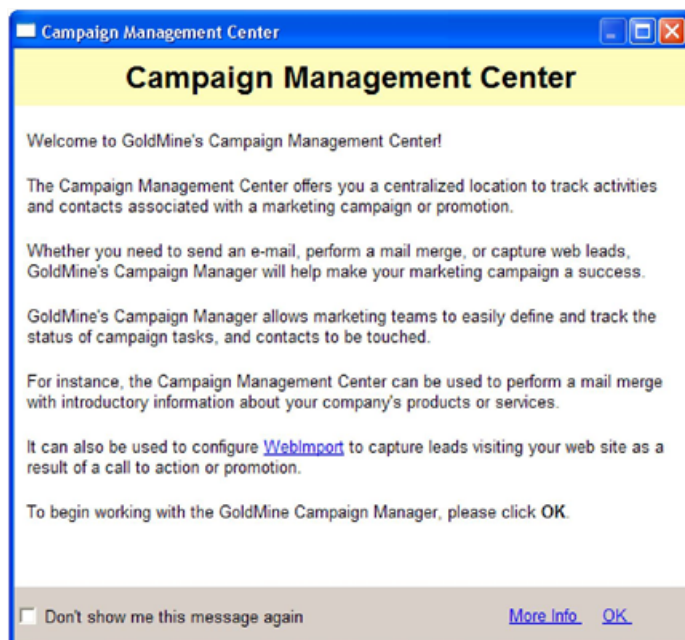 Campaign Management Center
Campaign Management Center
Welcome to GoldMine's Campaign Management Center!
The Campaign Management Center offers you a centralized location to track activities
and contacts associated with a marketing campaign or promotion.
Whether you need to send an e-mail, perform a mail merge, or capture web leads,
GoldMine's Campaign Manager will help make your marketing campaign a success.
GoldMine's Campaign Manager allows marketing teams to easily define and track the
status of campaign tasks, and contacts to be touched.
For instance, the Campaign Management Center can be used to perform a mail merge
with introductory information about your company's products or services.
It can also be used to configure WebImport to capture leads visiting your web site as a
result of a call to action or promotion.
To begin working with the GoldMine Campaign Manager, please click OK.
Don't show me this message again More Info OK